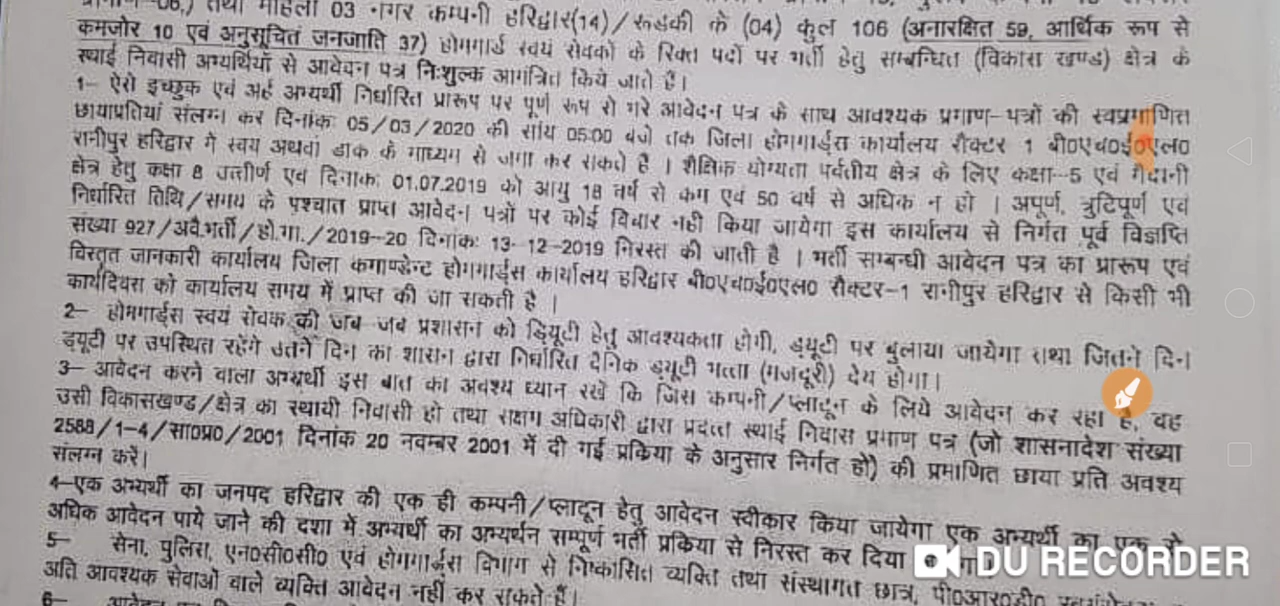 तथा महिला 03 नगर कम्पनी हरिद्वार(14)/रूडकी के (04) कुल 106 (अनारक्षित 59, आर्थिक रूप से
कमजोर 10 एवं अनुसूचित जनजाति 37) होमगार्ड स्वयं सेवकों के रिक्त पदों पर भर्ती हेतु सम्बन्धित (विकास खण्ड) क्षेत्र के
स्थाई निवासी अभ्यर्थियों से आवेदन पत्र निःशुल्क आमंत्रित किये जाते है।
1– ऐसे इच्छुक एवं अर्ह अभ्यर्थी निर्धारित प्रारूप पर पूर्ण रूप से भरे आवेदन पत्र के साथ आवश्यक प्रमाण–पत्रों की स्वप्रमाणित
छायाप्रतियां संलग्न कर दिनांक: 05/03/2020 की सांय 05:00 बजे तक जिला होमगार्ड्स कार्यालय सैक्टर 1 बी०एच०ई०एल०
रानीपुर हरिद्वार में स्वयं अथवा डाक के माध्यम से जमा कर सकते है । शैक्षिक योग्यता पर्वतीय क्षेत्र के लिए कक्षा–5 एवं मैदानी
क्षेत्र हेतु कक्षा 8 उत्तीर्ण एवं दिनांक: 01.07.2019 को आयु 18 वर्ष से कम एवं 50 वर्ष से अधिक न हो । अपूर्ण, त्रुटिपूर्ण एवं
निर्धारित तिथि/समय के पश्चात प्राप्त आवेदन पत्रों पर कोई विचार नही किया जायेगा इस कार्यालय से निर्गत पूर्व विज्ञप्ति
संख्या 927/अवै.भर्ती/हो.गा./2019–20 दिनांक: 13-12-2019 निरस्त की जाती है । भर्ती सम्बन्धी आवेदन पत्र का प्रारूप एवं
विस्तृत जानकारी कार्यालय जिला कमाण्डेन्ट होमगार्ड्स कार्यालय हरिद्वार बी०एच०ई०एल० सैक्टर–1 रानीपुर हरिद्वार से किसी भी
कार्यदिवस को कार्यालय समय में प्राप्त की जा सकती है ।
2– होमगार्ड्स स्वयं सेवक की जब जब प्रशासन को ड्यिूटी हेतु आवश्यकता होगी, ड्यूटी पर बुलाया जायेगा तथा जितने दिन
ड्यूटी पर उपस्थित रहेंगे उतने दिन का शासन द्वारा निर्धारित दैनिक ड्यूटी भत्ता (मजदूरी) देय होगा।
3– आवेदन करने वाला अभ्यर्थी इस बात का अवश्य ध्यान रखें कि जिस कम्पनी/प्लाटून के लिये आवेदन कर रहा है, वह
उसी विकासखण्ड/क्षेत्र का स्थायी निवासी हो तथा सक्षम अधिकारी द्वारा प्रदत्त स्थाई निवास प्रमाण पत्र (जो शासनादेश संख्या
2588/1–4/सा०प्र०/2001 दिनांक 20 नवम्बर 2001 में दी गई प्रकिया के अनुसार निर्गत हो) की प्रमाणित छाया प्रति अवश्य
संलग्न करें।
4–एक अभ्यर्थी का जनपद हरिद्वार की एक ही कम्पनी/प्लाटून हेतु आवेदन स्वीकार किया जायेगा एक अभ्यर्थी का एक से
अधिक आवेदन पाये जाने की दशा में अभ्यर्थी का अभ्यर्थन सम्पूर्ण भर्ती प्रकिया से निरस्त कर दिया
5– सेना, पुलिस, एन०सी०सी० एवं होमगार्ड्स विभाग से निष्कासित व्यक्ति तथा संस्थागत छात्र, पी०आर०डी०
अति आवश्यक सेवाओं वाले व्यक्ति आवेदन नहीं कर सकते हैं।
6–
DU RECORDER